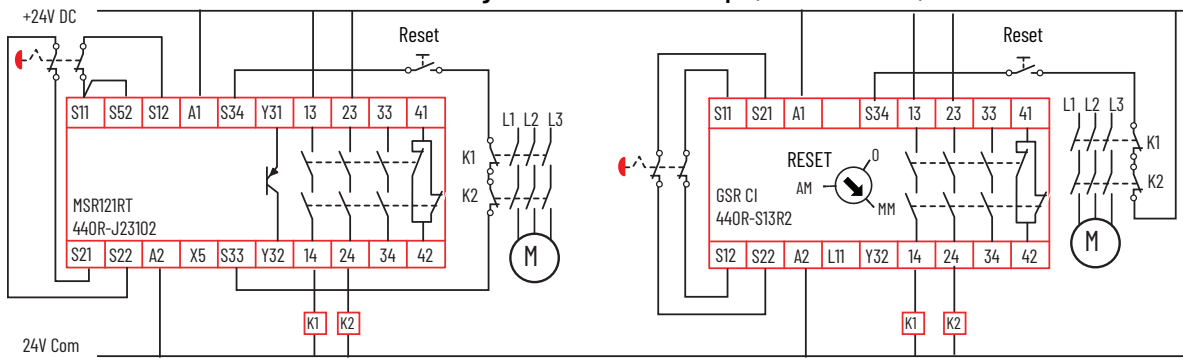 +24V DC
Reset
S11 S52 S12 A1 S34 Y31 13 23 33 41
L1 L2 L3
K1
K2
MSR121RT
440R-J23102
S21 S22 A2 X5 S33 Y32 14 24 34 42
M
K1 K2
24V Com
Reset
S11 S21 A1 S34 13 23 33 41
L1 L2 L3
K1
K2
RESET
0
AM
MM
GSR CI
440R-S13R2
S12 S22 A2 L11 Y32 14 24 34 42
M
K1 K2